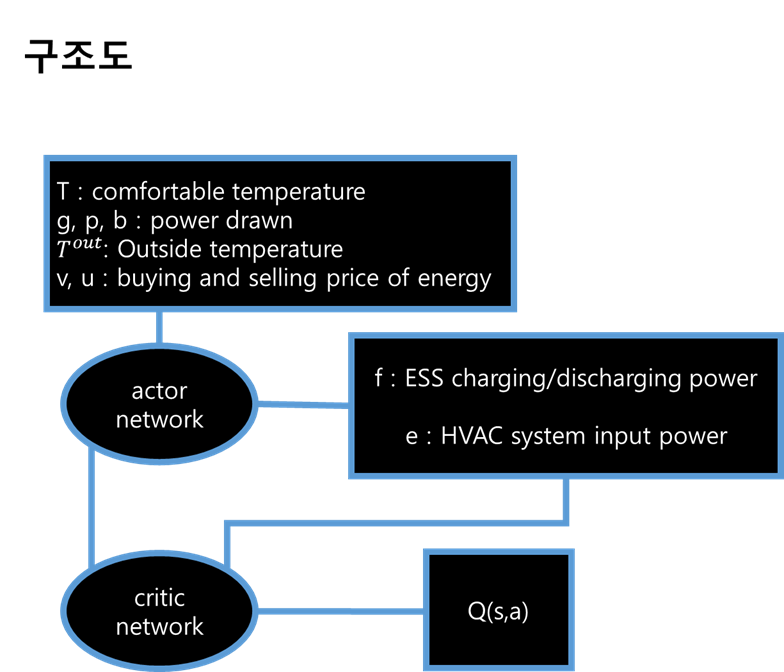 구조도
T : comfortable temperature
g, p, b : power drawn
T^out: Outside temperature
v, u : buying and selling price of energy
actor
network
f : ESS charging/discharging power
e : HVAC system input power
critic
network
Q(s,a)